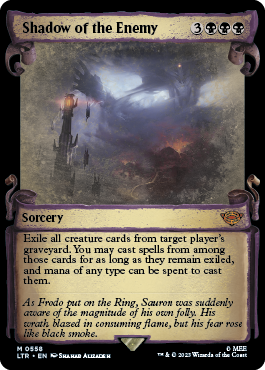 Shadow of the Enemy 3
Sorcery
Exile all creature cards from target player's
graveyard. You may cast spells from among
those cards for as long as they remain exiled,
and mana of any type can be spent to cast
them.
As Frodo put on the Ring, Sauron was suddenly
aware of the magnitude of his own folly. His
wrath blazed in consuming flame, but his fear rose
like black smoke.
M 0558 MEE
LTR • EN Shahab Alizadeh ™ & © 2023 Wizards of the Coast